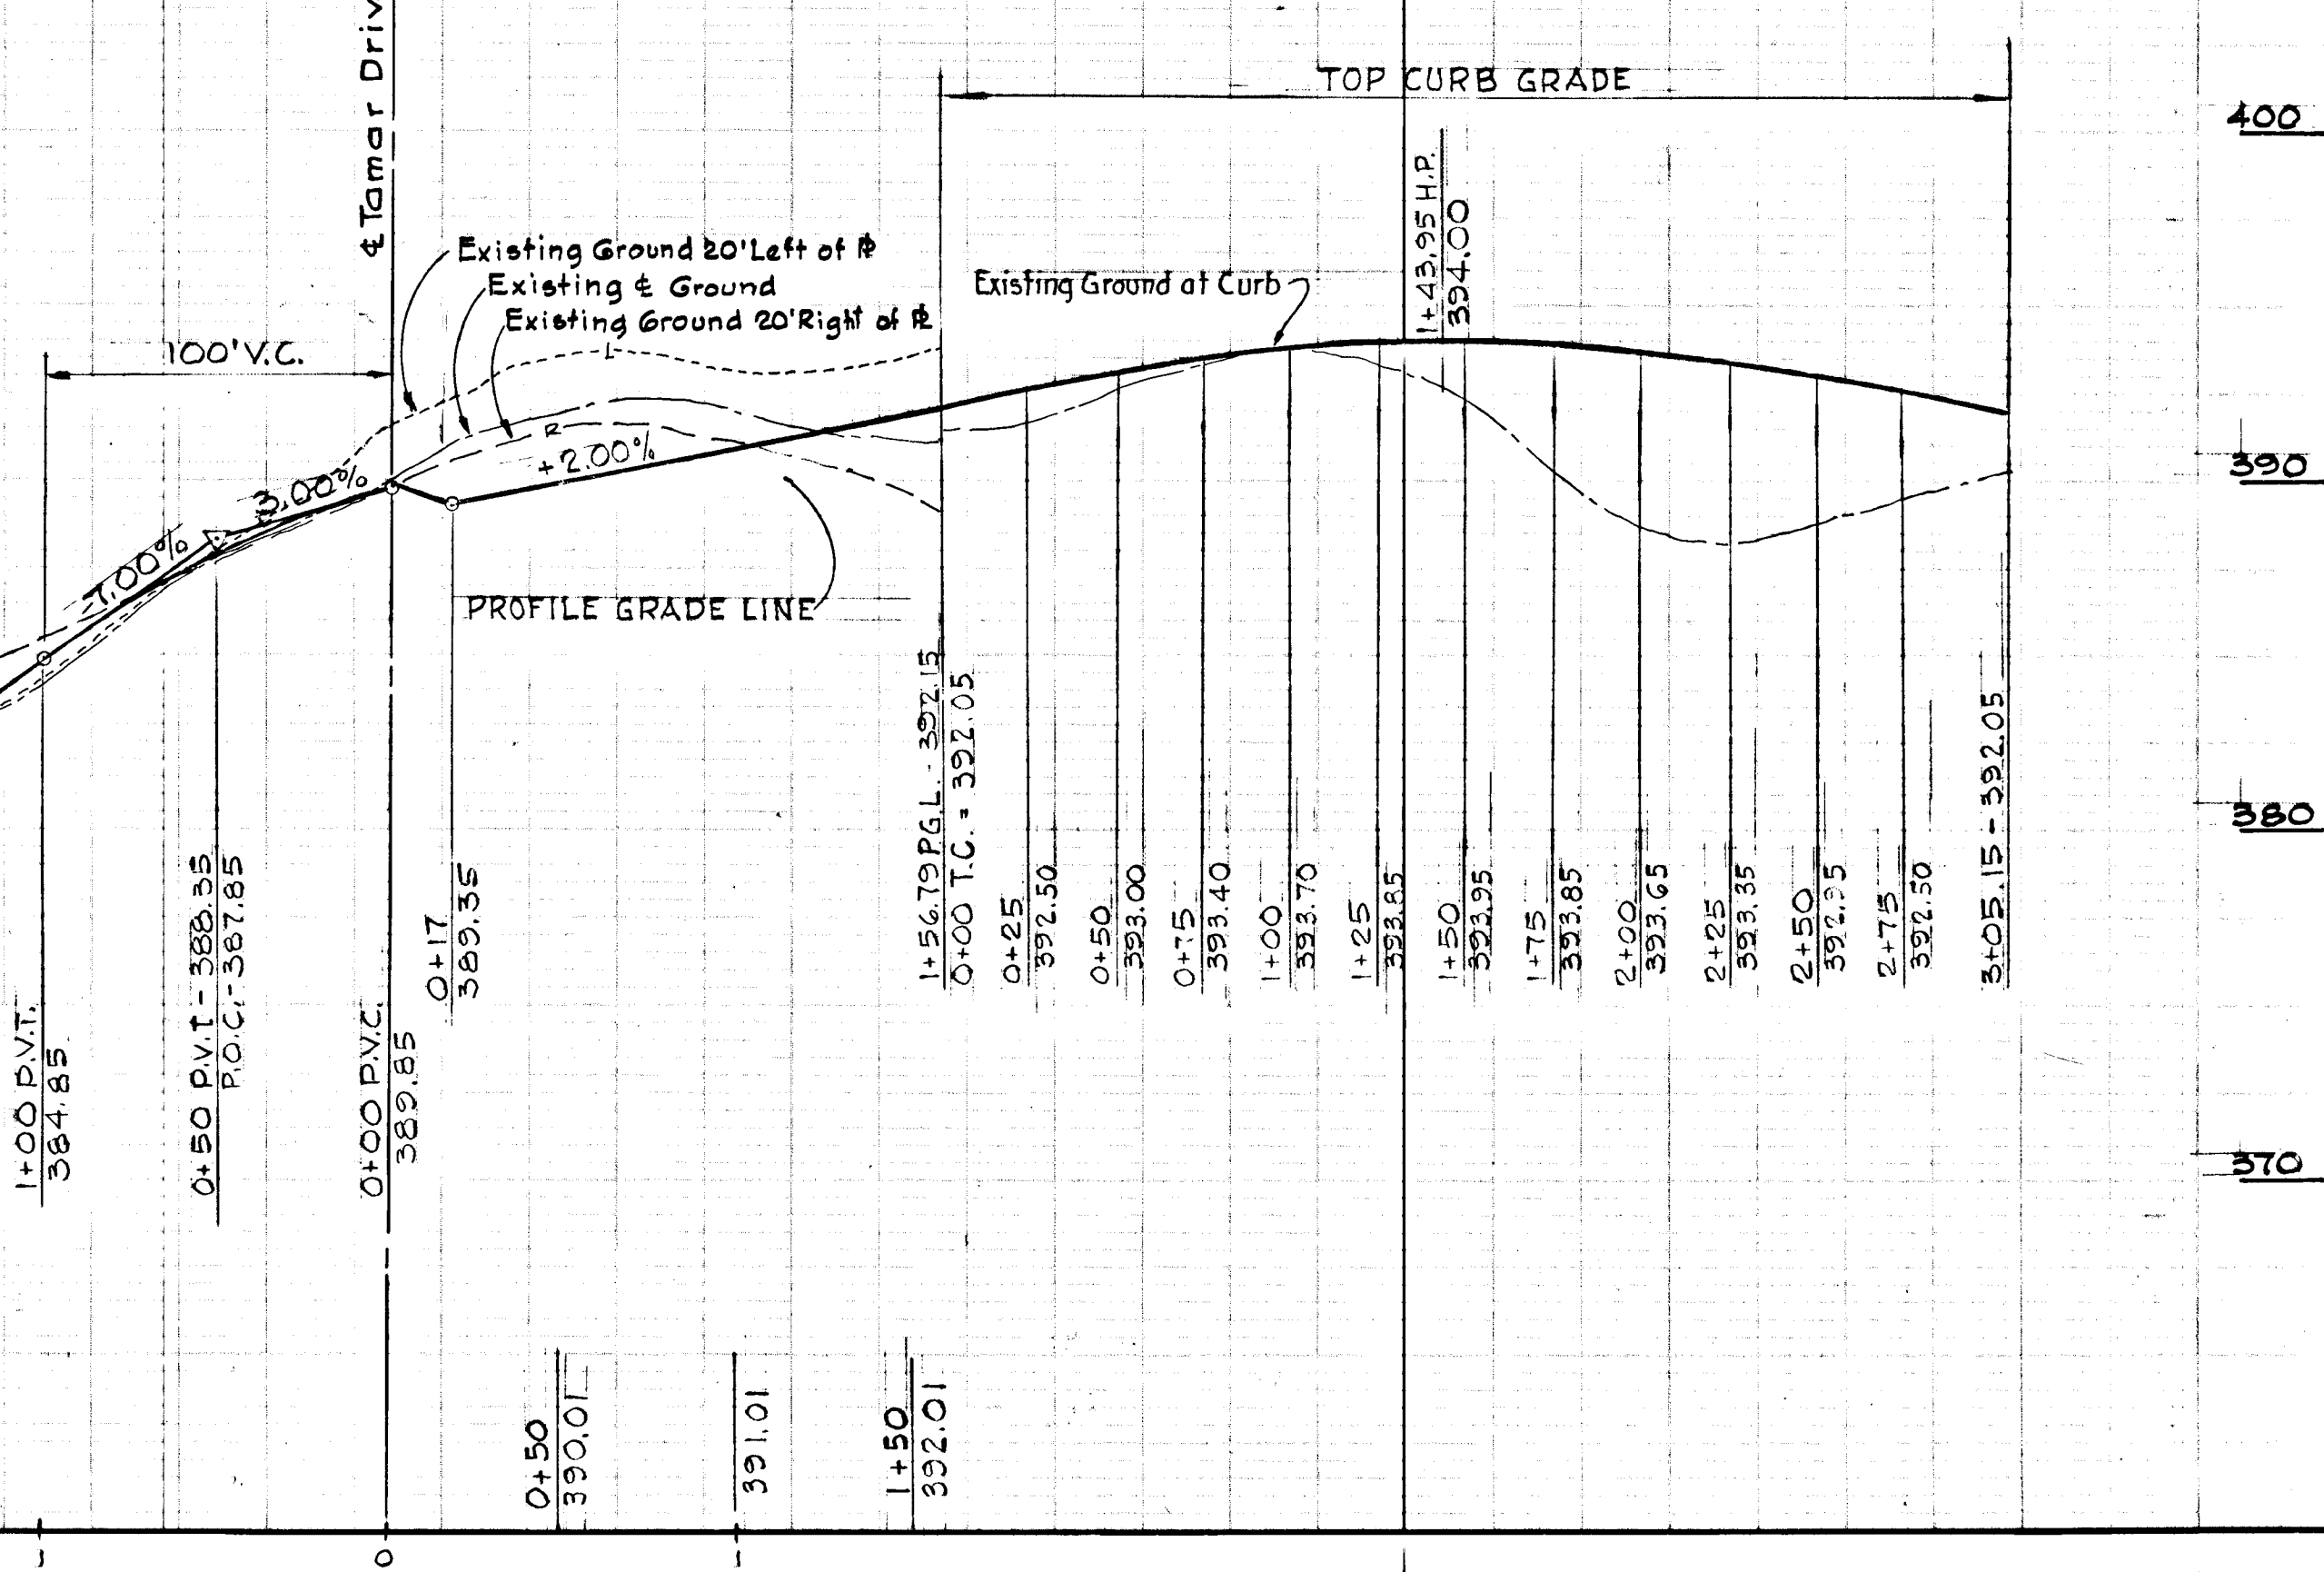 ℄ Tamar Driv
TOP CURB GRADE
400
1+43.95 H.P.
394.00
Existing Ground 20' Left of
Existing ℄ Ground
Existing Ground 20' Right of
Existing Ground at Curb
100' V.C.
L
R
+2.00%
3.00%
7.00%
390
PROFILE GRADE LINE
380
370
1+00 P.V.T.
384.85
0+50 P.V.I - 388.35
P.O.C. - 387.85
0+00 P.V.C.
389.85
0+17
389.35
1+56.79 P.G.L. - 392.15
0+00 T.C. = 392.05
0+25
392.50
0+50
393.00
0+75
393.40
1+00
393.70
1+25
393.85
1+50
393.95
1+75
393.85
2+00
393.65
2+25
393.35
2+50
392.95
2+75
392.50
3+05.15 - 392.05
0+50
390.01
391.01
1+50
392.01
1
0
1